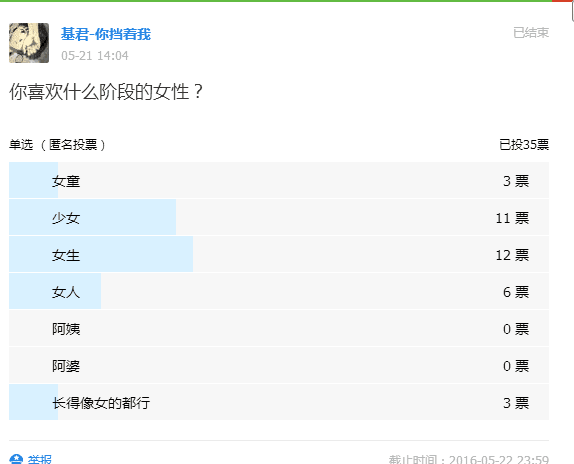 基君-你挡着我 已结束
05-21 14:04
你喜欢什么阶段的女性？
单选 （ 匿名投票 ） 已投35票
女童 3 票
少女 11 票
女生 12 票
女人 6 票
阿姨 0 票
阿婆 0 票
长得像女的都行 3 票
举报 截止时间：2016-05-22 23:59